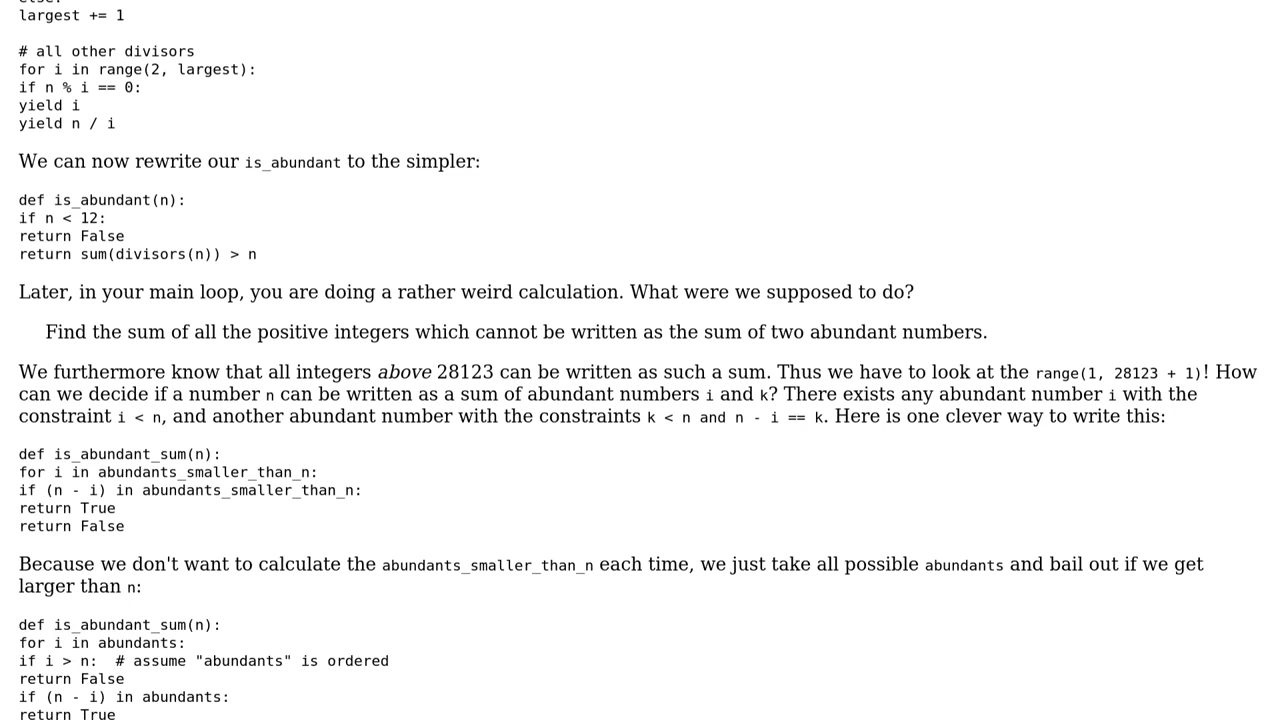 else:
largest += 1
# all other divisors
for i in range(2, largest):
if n % i == 0:
yield i
yield n / i
We can now rewrite our is_abundant to the simpler:
def is_abundant(n):
if n < 12:
return False
return sum(divisors(n)) > n
Later, in your main loop, you are doing a rather weird calculation. What were we supposed to do?
Find the sum of all the positive integers which cannot be written as the sum of two abundant numbers.
We furthermore know that all integers above 28123 can be written as such a sum. Thus we have to look at the range(1, 28123 + 1)! How
can we decide if a number n can be written as a sum of abundant numbers i and k? There exists any abundant number i with the
constraint i < n, and another abundant number with the constraints k < n and n - i == k. Here is one clever way to write this:
def is_abundant_sum(n):
for i in abundants_smaller_than_n:
if (n - i) in abundants_smaller_than_n:
return True
return False
Because we don't want to calculate the abundants_smaller_than_n each time, we just take all possible abundants and bail out if we get
larger than n:
def is_abundant_sum(n):
for i in abundants:
if i > n:  # assume "abundants" is ordered
return False
if (n - i) in abundants:
return True